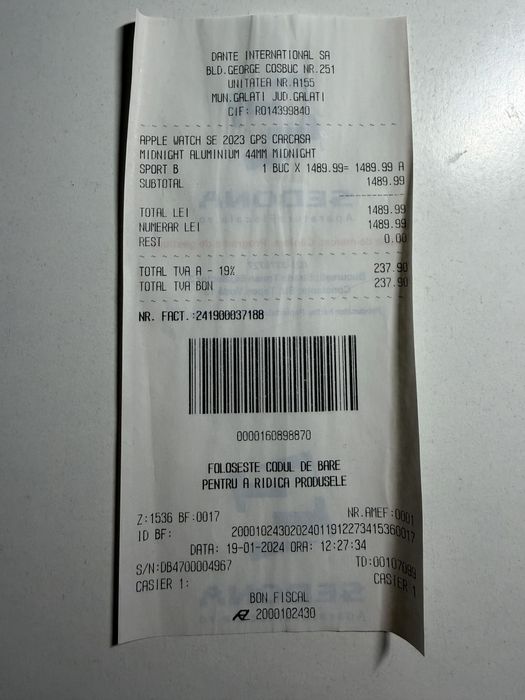 DANTE INTERNATIONAL SA
BLD.GEORGE COSBUC NR.251
UNITATEA NR.A155
MUN.GALATI JUD.GALATI
CIF: RO14399840
APPLE WATCH SE 2023 GPS CARCASA
MIDNIGHT ALUMINIUM 44MM MIDNIGHT
SPORT B 1 BUC X 1489.99= 1489.99 A
SUBTOTAL 1489.99
TOTAL LEI 1489.99
NUMERAR LEI 1489.99
REST 0.00
TOTAL TVA A - 19% 237.90
TOTAL TVA BON 237.90
NR. FACT.:241900037188
0000160898870
FOLOSESTE CODUL DE BARE
PENTRU A RIDICA PRODUSELE
Z:1536 BF:0017 NR.AMEF:0001
ID BF: 2000102430202401191227341536​0017
DATA: 19-01-2024 ORA: 12:27:34
S/N:DB4700004967 TD:00107099
CASIER 1: CASIER 1
BON FISCAL
2000102430